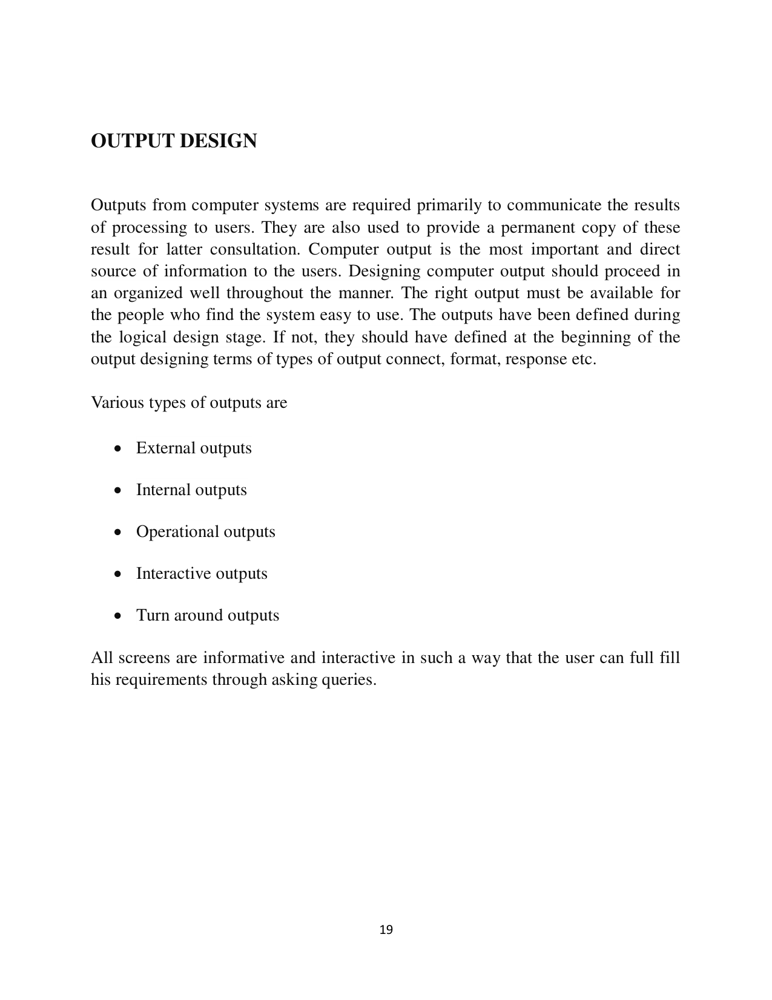 OUTPUT DESIGN
Outputs from computer systems are required primarily to communicate the results
of processing to users. They are also used to provide a permanent copy of these
result for latter consultation. Computer output is the most important and direct
source of information to the users. Designing computer output should proceed in
an organized well throughout the manner. The right output must be available for
the people who find the system easy to use. The outputs have been defined during
the logical design stage. If not, they should have defined at the beginning of the
output designing terms of types of output connect, format, response etc.
Various types of outputs are
• External outputs
• Internal outputs
• Operational outputs
• Interactive outputs
• Turn around outputs
All screens are informative and interactive in such a way that the user can full fill
his requirements through asking queries.
19